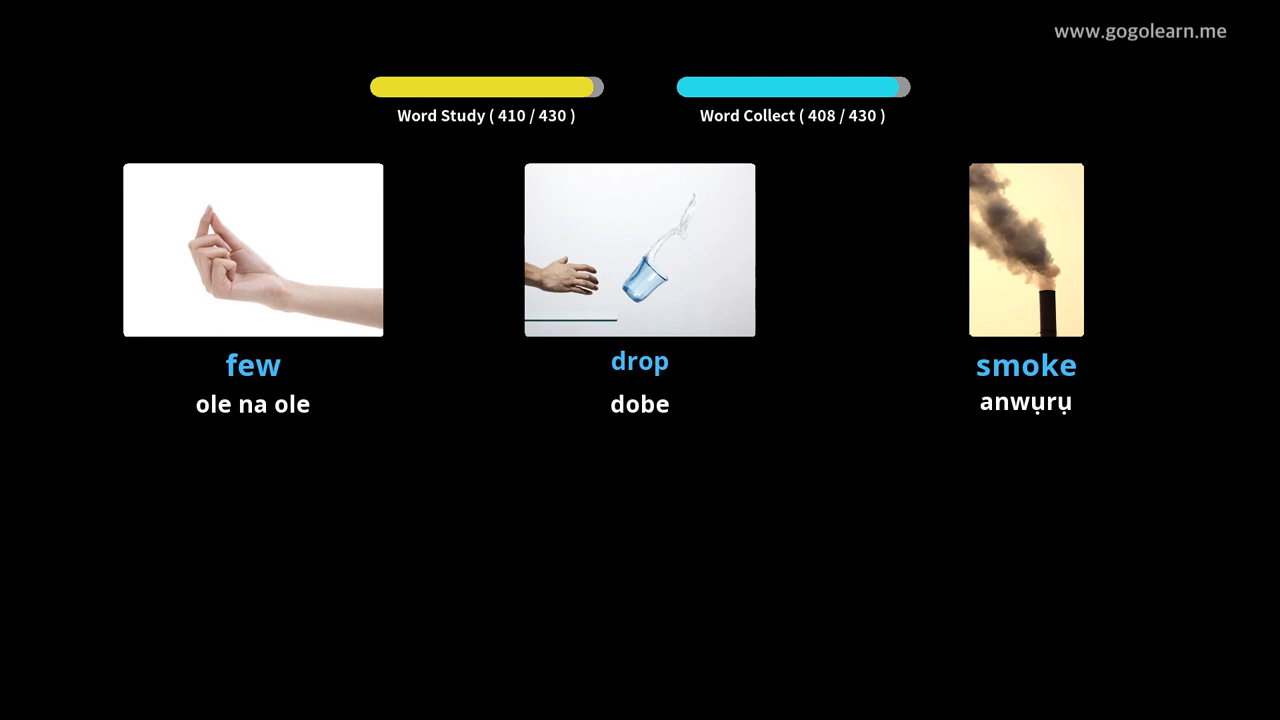 www.gogolearn.me
Word Study ( 410 / 430 )
Word Collect ( 408 / 430 )
few
drop
smoke
ole na ole
dobe
anwụrụ